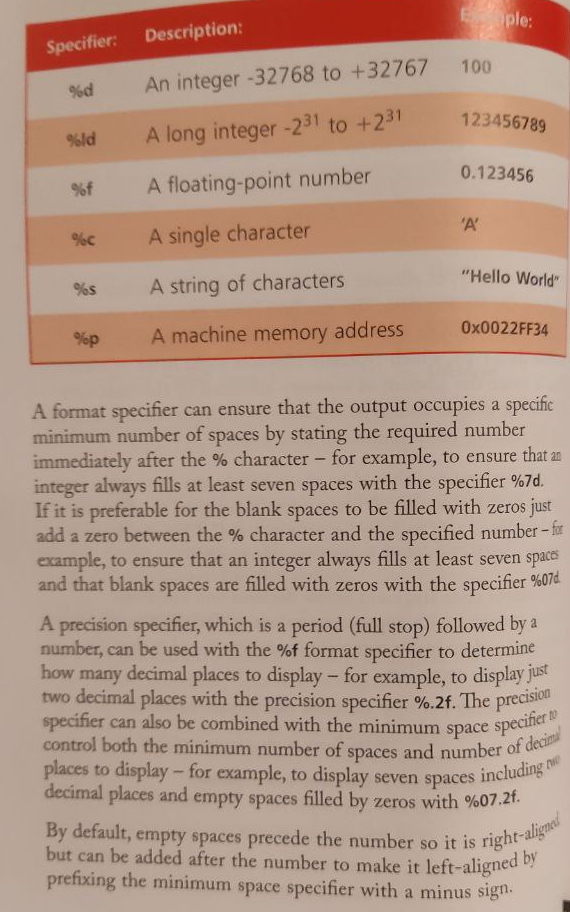 Specifier: Description: Example:
%d An integer -32768 to +32767 100
%ld A long integer -2³¹ to +2³¹ 123456789
%f A floating-point number 0.123456
%c A single character 'A'
%s A string of characters "Hello World"
%p A machine memory address 0x0022FF34
A format specifier can ensure that the output occupies a specific
minimum number of spaces by stating the required number
immediately after the % character – for example, to ensure that an
integer always fills at least seven spaces with the specifier %7d.
If it is preferable for the blank spaces to be filled with zeros just
add a zero between the % character and the specified number – for
example, to ensure that an integer always fills at least seven spaces
and that blank spaces are filled with zeros with the specifier %07d.
A precision specifier, which is a period (full stop) followed by a
number, can be used with the %f format specifier to determine
how many decimal places to display – for example, to display just
two decimal places with the precision specifier %.2f. The precision
specifier can also be combined with the minimum space specifier to
control both the minimum number of spaces and number of decimal
places to display – for example, to display seven spaces including two
decimal places and empty spaces filled by zeros with %07.2f.
By default, empty spaces precede the number so it is right-aligned,
but can be added after the number to make it left-aligned by
prefixing the minimum space specifier with a minus sign.